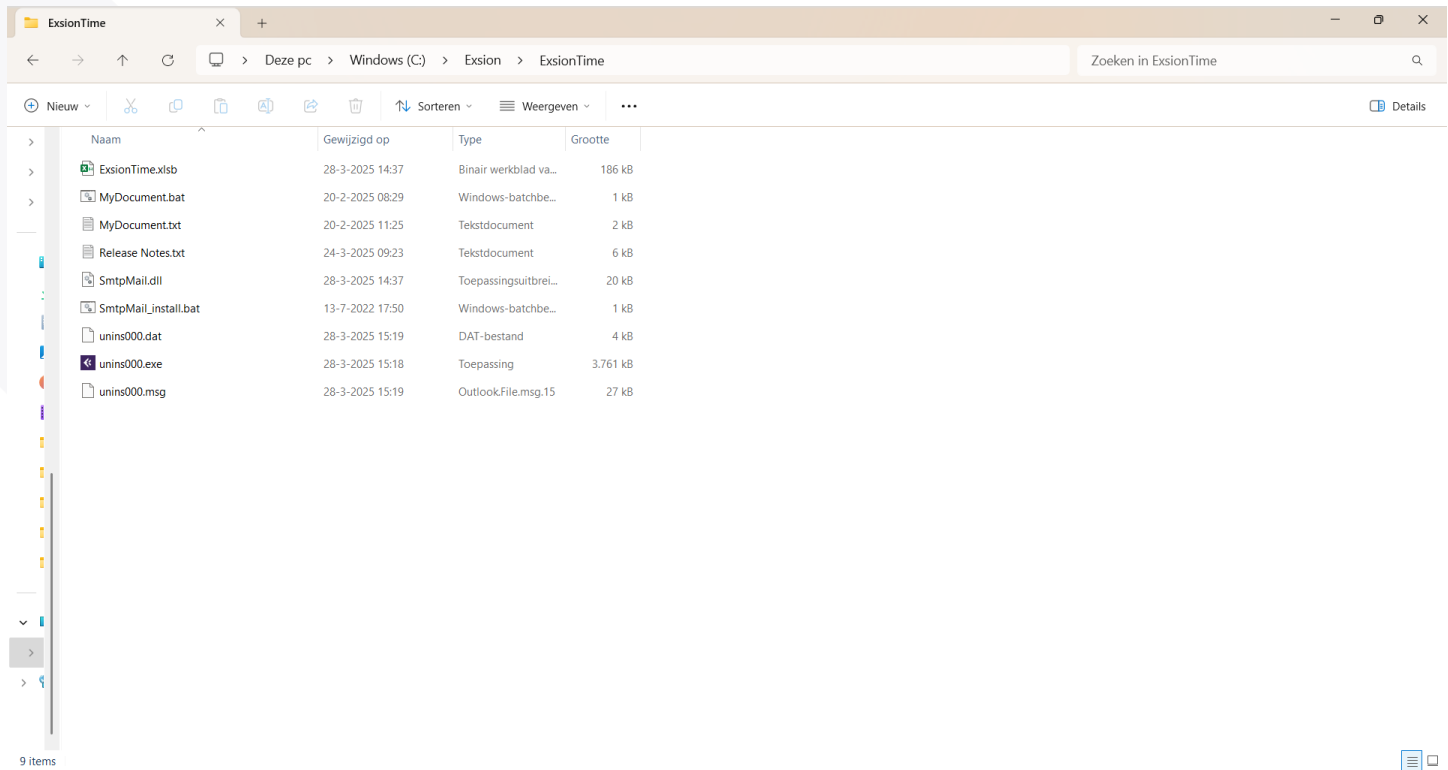 ExsionTime
Deze pc > Windows (C:) > Exsion > ExsionTime
Zoeken in ExsionTime
Nieuw
Sorteren
Weergeven
Details
Naam Gewijzigd op Type Grootte
ExsionTime.xlsb 28-3-2025 14:37 Binair werkblad va... 186 kB
MyDocument.bat 20-2-2025 08:29 Windows-batchbe... 1 kB
MyDocument.txt 20-2-2025 11:25 Tekstdocument 2 kB
Release Notes.txt 24-3-2025 09:23 Tekstdocument 6 kB
SmtpMail.dll 28-3-2025 14:37 Toepassingsuitbrei... 20 kB
SmtpMail_install.bat 13-7-2022 17:50 Windows-batchbe... 1 kB
unins000.dat 28-3-2025 15:19 DAT-bestand 4 kB
unins000.exe 28-3-2025 15:18 Toepassing 3.761 kB
unins000.msg 28-3-2025 15:19 Outlook.File.msg.15 27 kB
9 items